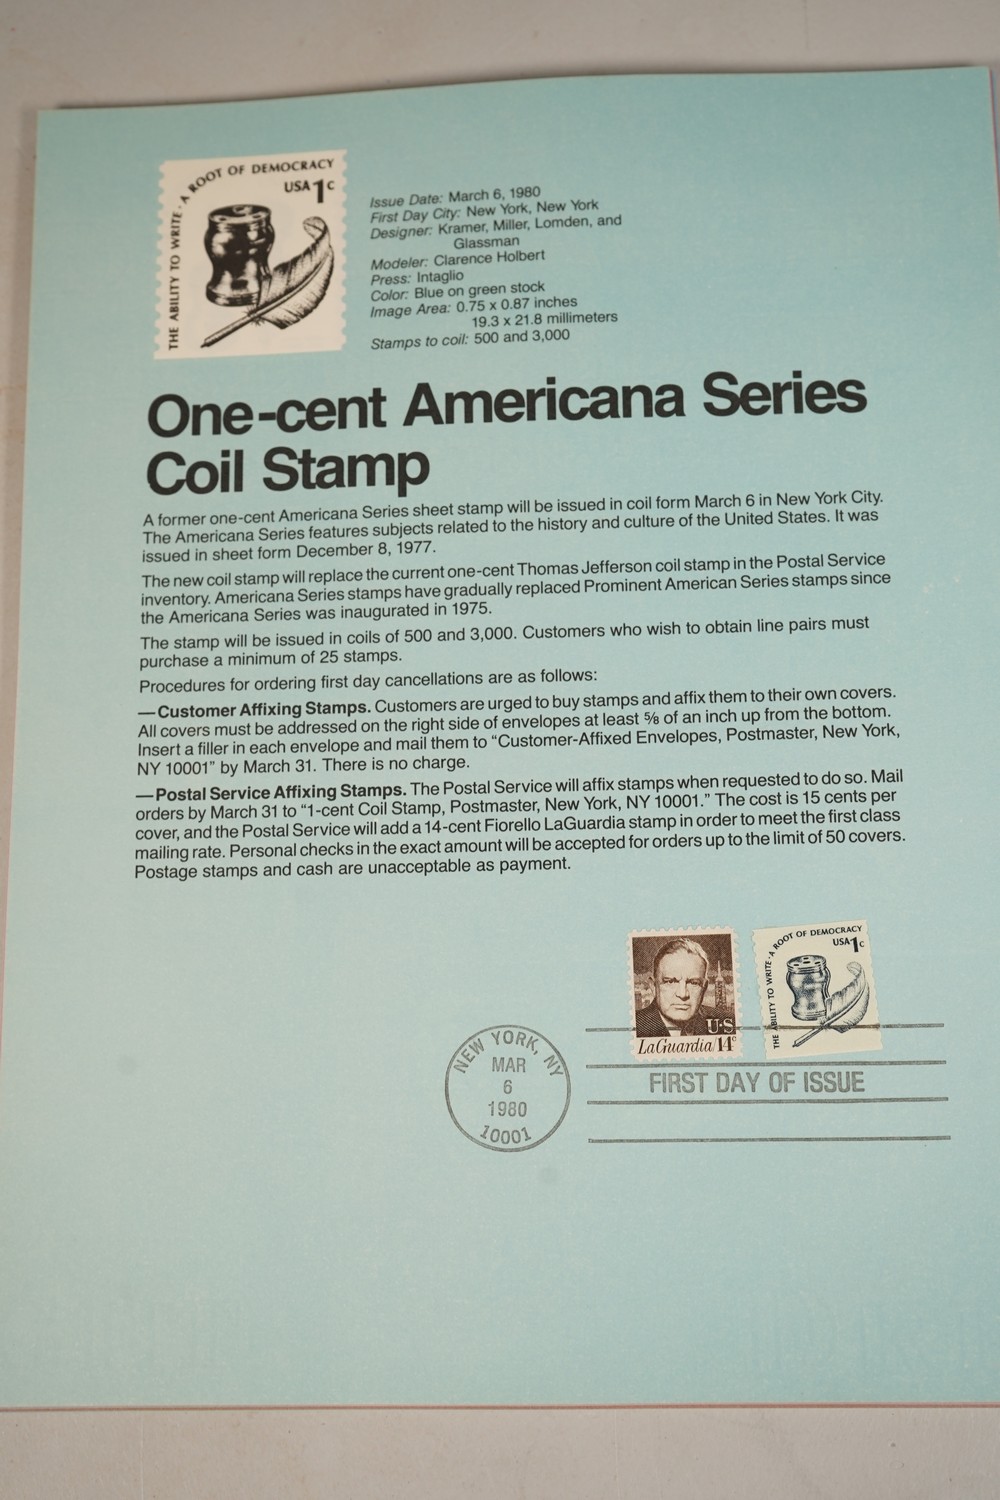 THE ABILITY TO WRITE · A ROOT OF DEMOCRACY
USA 1c
Issue Date: March 6, 1980
First Day City: New York, New York
Designer: Kramer, Miller, Lomden, and
Glassman
Modeler: Clarence Holbert
Press: Intaglio
Color: Blue on green stock
Image Area: 0.75 x 0.87 inches
19.3 x 21.8 millimeters
Stamps to coil: 500 and 3,000
One-cent Americana Series
Coil Stamp
A former one-cent Americana Series sheet stamp will be issued in coil form March 6 in New York City.
The Americana Series features subjects related to the history and culture of the United States. It was
issued in sheet form December 8, 1977.
The new coil stamp will replace the current one-cent Thomas Jefferson coil stamp in the Postal Service
inventory. Americana Series stamps have gradually replaced Prominent American Series stamps since
the Americana Series was inaugurated in 1975.
The stamp will be issued in coils of 500 and 3,000. Customers who wish to obtain line pairs must
purchase a minimum of 25 stamps.
Procedures for ordering first day cancellations are as follows:
—Customer Affixing Stamps. Customers are urged to buy stamps and affix them to their own covers.
All covers must be addressed on the right side of envelopes at least ⅝ of an inch up from the bottom.
Insert a filler in each envelope and mail them to “Customer-Affixed Envelopes, Postmaster, New York,
NY 10001” by March 31. There is no charge.
—Postal Service Affixing Stamps. The Postal Service will affix stamps when requested to do so. Mail
orders by March 31 to “1-cent Coil Stamp, Postmaster, New York, NY 10001.” The cost is 15 cents per
cover, and the Postal Service will add a 14-cent Fiorello LaGuardia stamp in order to meet the first class
mailing rate. Personal checks in the exact amount will be accepted for orders up to the limit of 50 covers.
Postage stamps and cash are unacceptable as payment.
U·S
LaGuardia 14c
THE ABILITY TO WRITE · A ROOT OF DEMOCRACY
USA 1c
NEW YORK, NY
MAR
6
1980
10001
FIRST DAY OF ISSUE